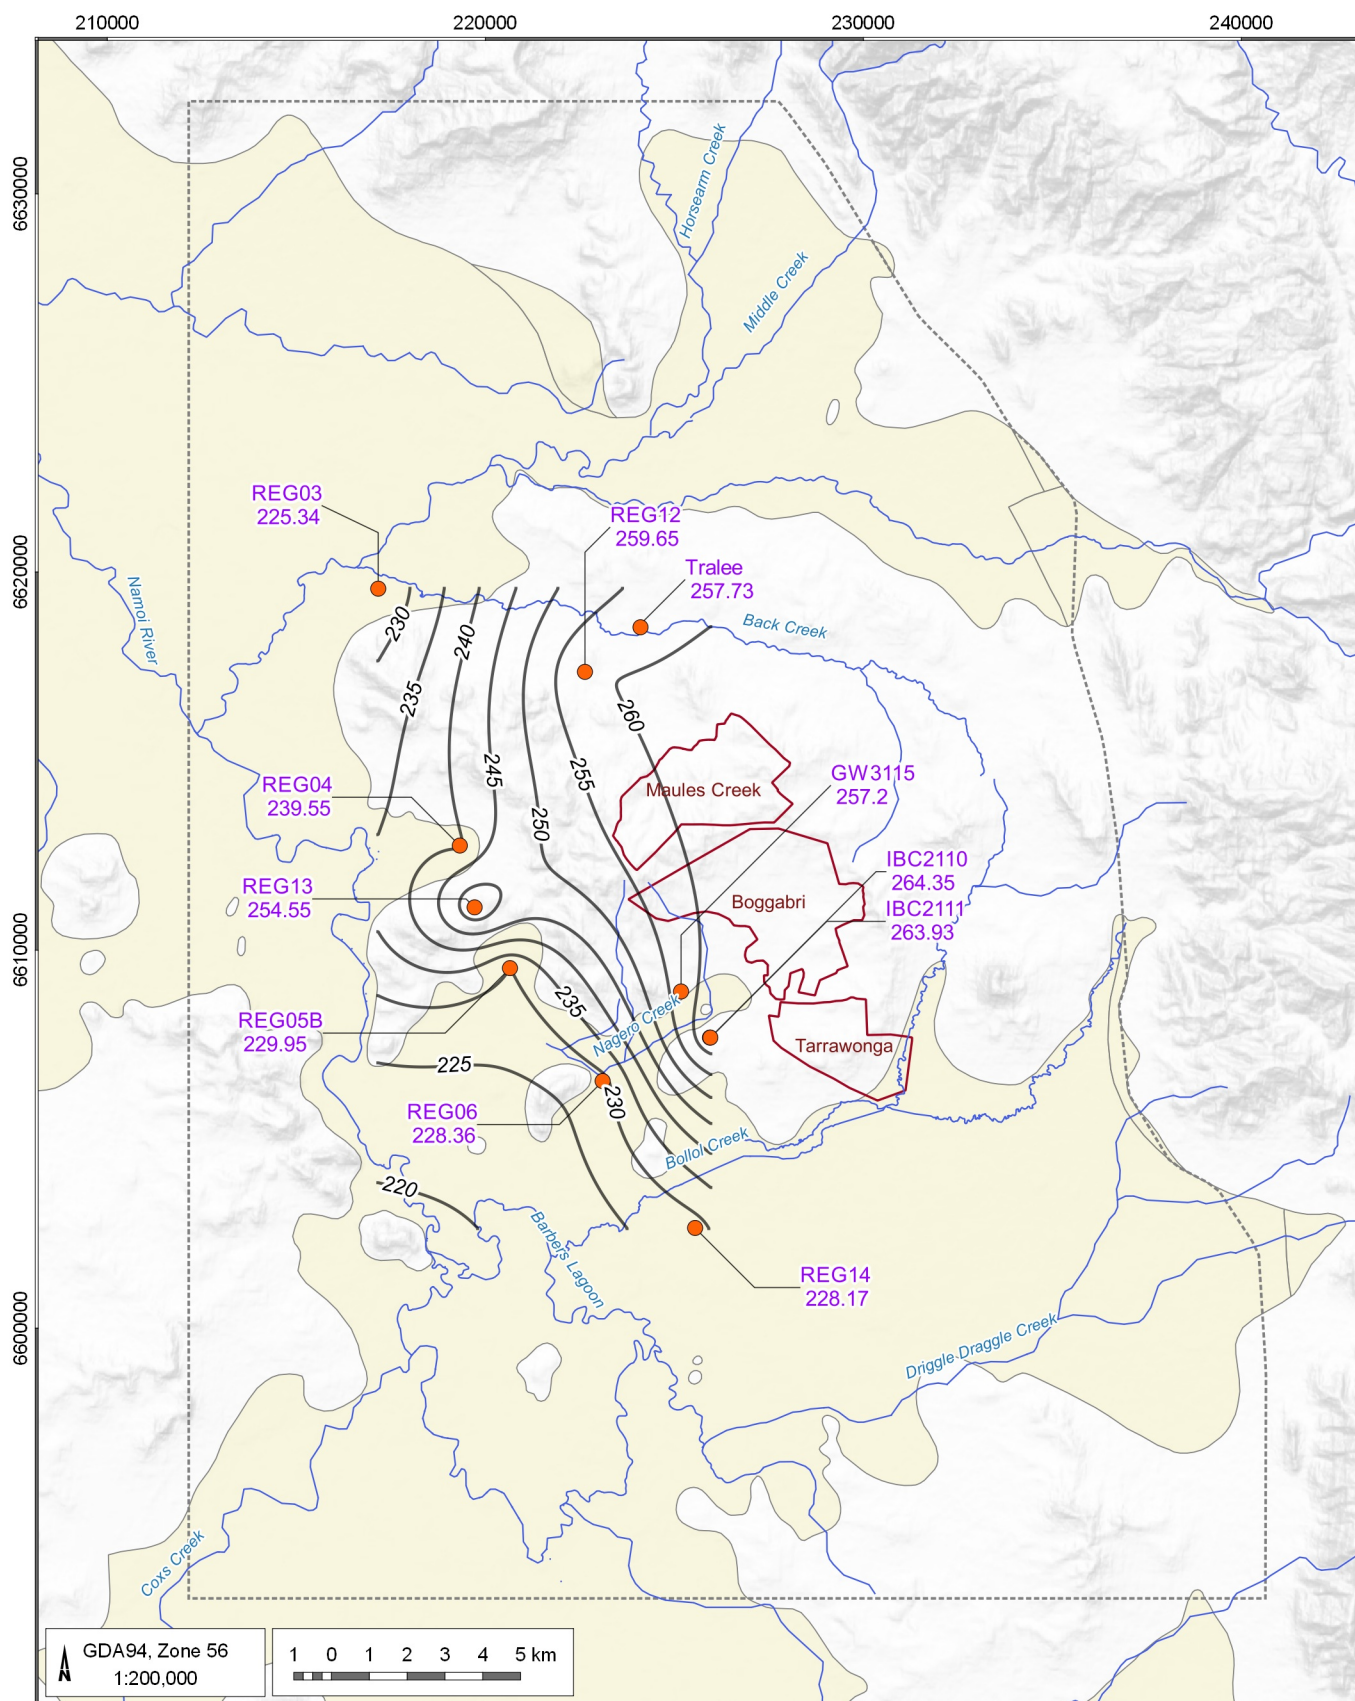 210000
220000
230000
240000
6630000
Horsearm Creek
Middle Creek
REG03
225.34
REG12
259.65
6620000
Tralee
257.73
Namoi River
230
240
Back Creek
235
260
REG04
239.55
245
255
Maules Creek
GW3115
257.2
250
REG13
254.55
Boggabri
IBC2110
264.35
IBC2111
263.93
6610000
235
REG05B
229.95
Nagero Creek
Tarrawonga
225
REG06
228.36
230
Bollol Creek
220
Barbers Lagoon
REG14
228.17
6600000
Driggle Draggle Creek
Coxs Creek
N
GDA94, Zone 56
1:200,000
1 0 1 2 3 4 5 km